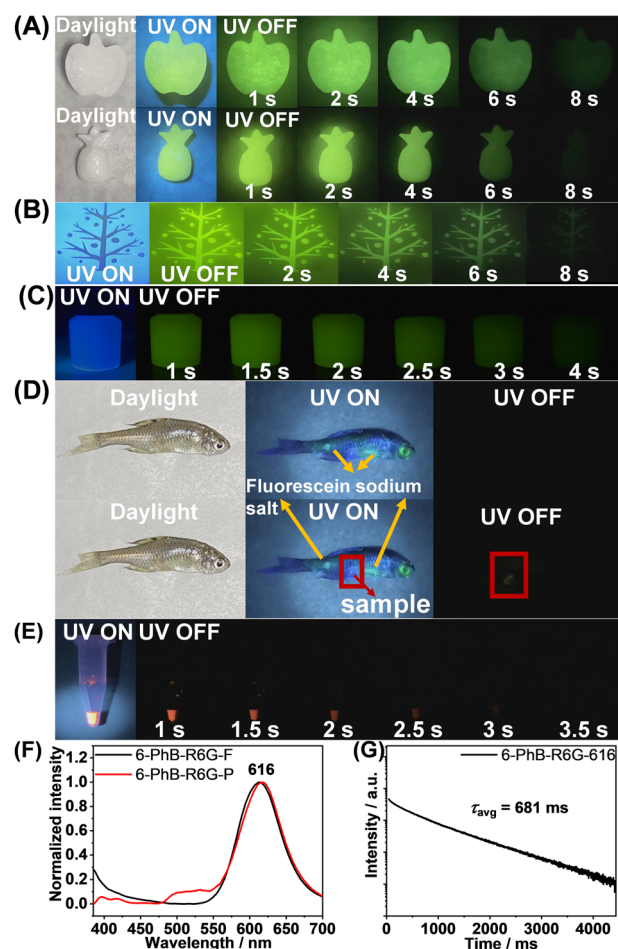 (A) Daylight UV ON UV OFF
1 s 2 s 4 s 6 s 8 s
Daylight UV ON UV OFF
1 s 2 s 4 s 6 s 8 s
(B)
UV ON UV OFF 2 s 4 s 6 s 8 s
(C) UV ON UV OFF
1 s 1.5 s 2 s 2.5 s 3 s 4 s
(D) Daylight UV ON UV OFF
Fluorescein sodium
salt
Daylight UV ON UV OFF
sample
(E) UV ON UV OFF
1 s 1.5 s 2 s 2.5 s 3 s 3.5 s
(F)
6-PhB-R6G-F
6-PhB-R6G-P
616
Normalized intensity
1.2
1.0
0.8
0.6
0.4
0.2
0.0
400 450 500 550 600 650 700
Wavelength / nm
(G)
6-PhB-R6G-616
τavg = 681 ms
Intensity / a.u.
0 1000 2000 3000 4000
Time / ms